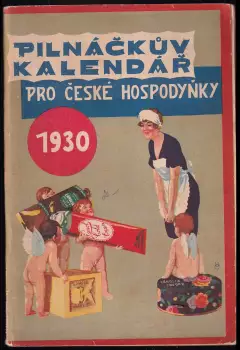 PILNÁČKŮV
KALENDÁŘ
PRO ČESKÉ HOSPODYŇKY
1930